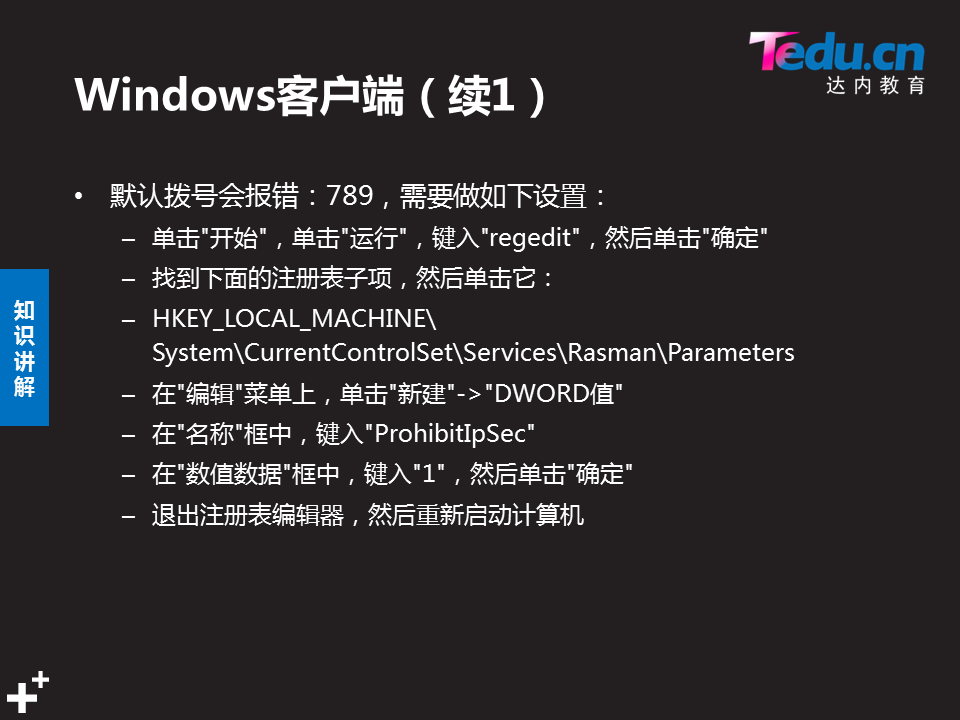 Tedu.cn
达内教育
Windows客户端（续1）
• 默认拨号会报错：789，需要做如下设置：
– 单击"开始"，单击"运行"，键入"regedit"，然后单击"确定"
– 找到下面的注册表子项，然后单击它：
– HKEY_LOCAL_MACHINE\
System\CurrentControlSet\Services\Rasman\Parameters
– 在"编辑"菜单上，单击"新建"->"DWORD值"
– 在"名称"框中，键入"ProhibitIpSec"
– 在"数值数据"框中，键入"1"，然后单击"确定"
– 退出注册表编辑器，然后重新启动计算机
知
识
讲
解